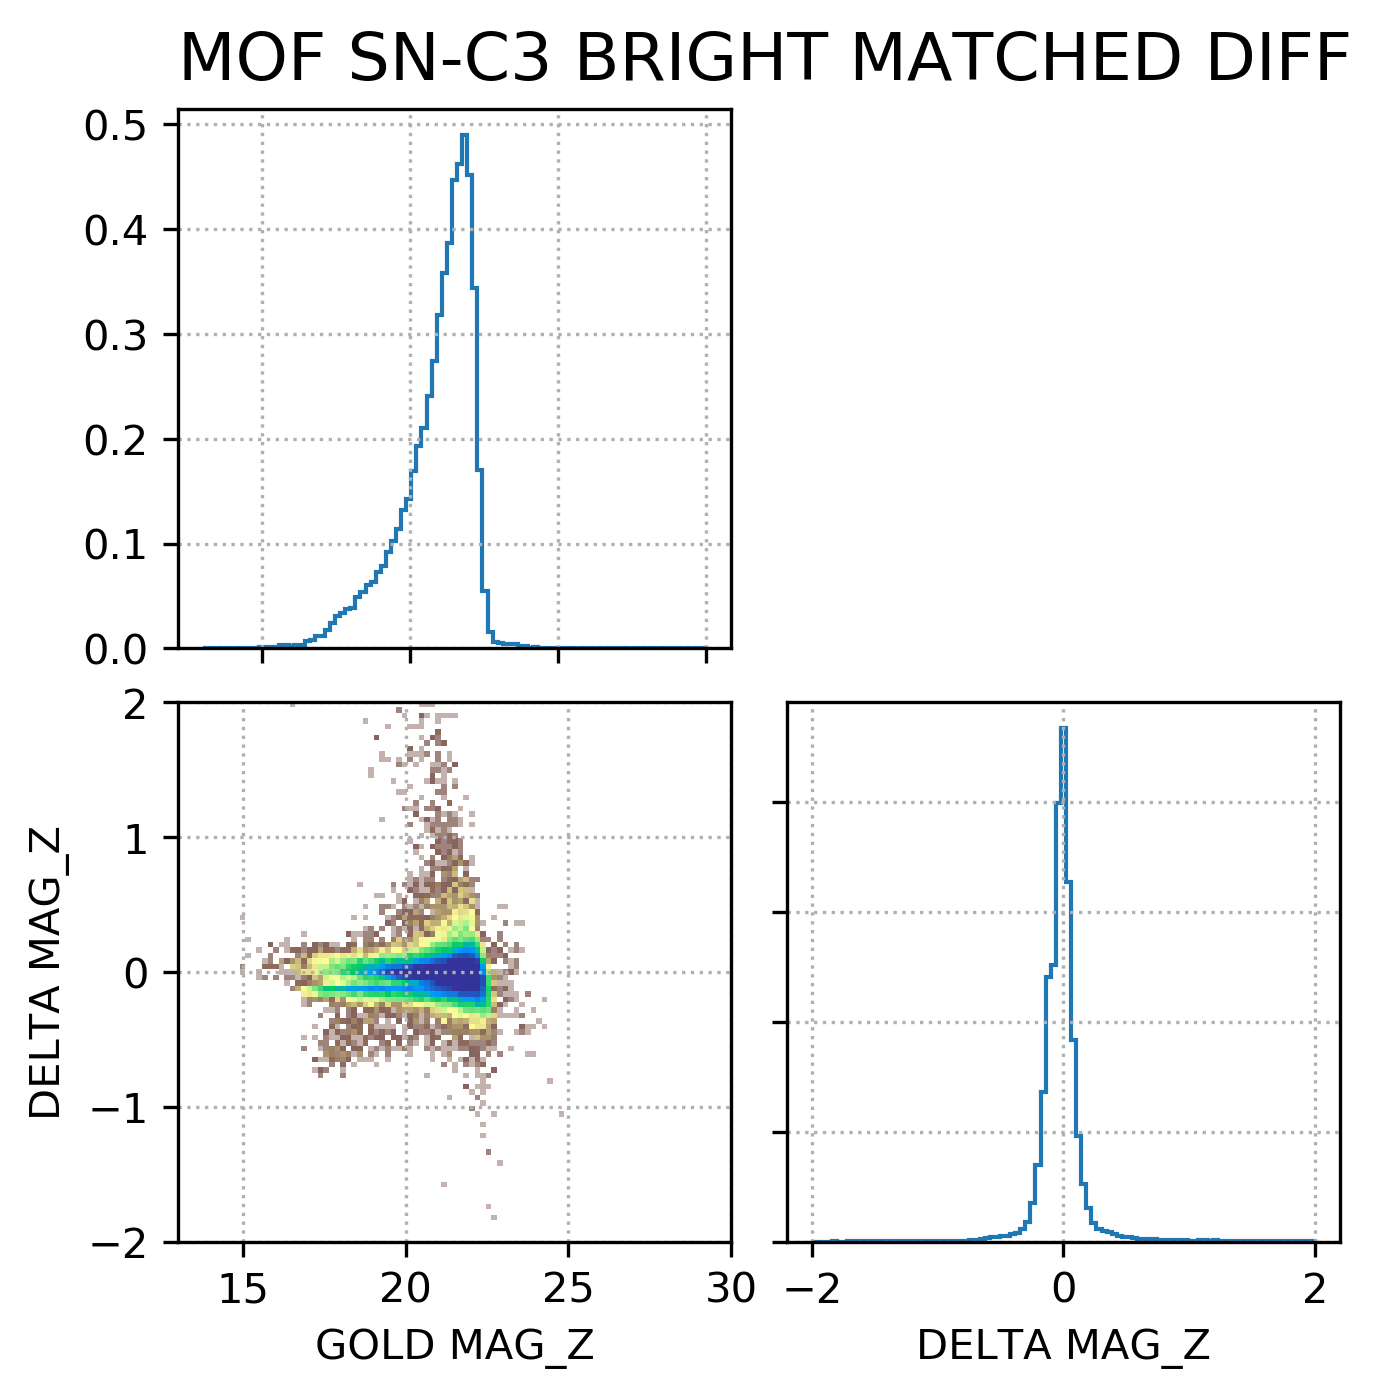 MOF SN-C3 BRIGHT MATCHED DIFF
0.5
0.4
0.3
0.2
0.1
0.0
2
1
0
−1
−2
DELTA MAG_Z
15 20 25 30
GOLD MAG_Z
−2 0 2
DELTA MAG_Z